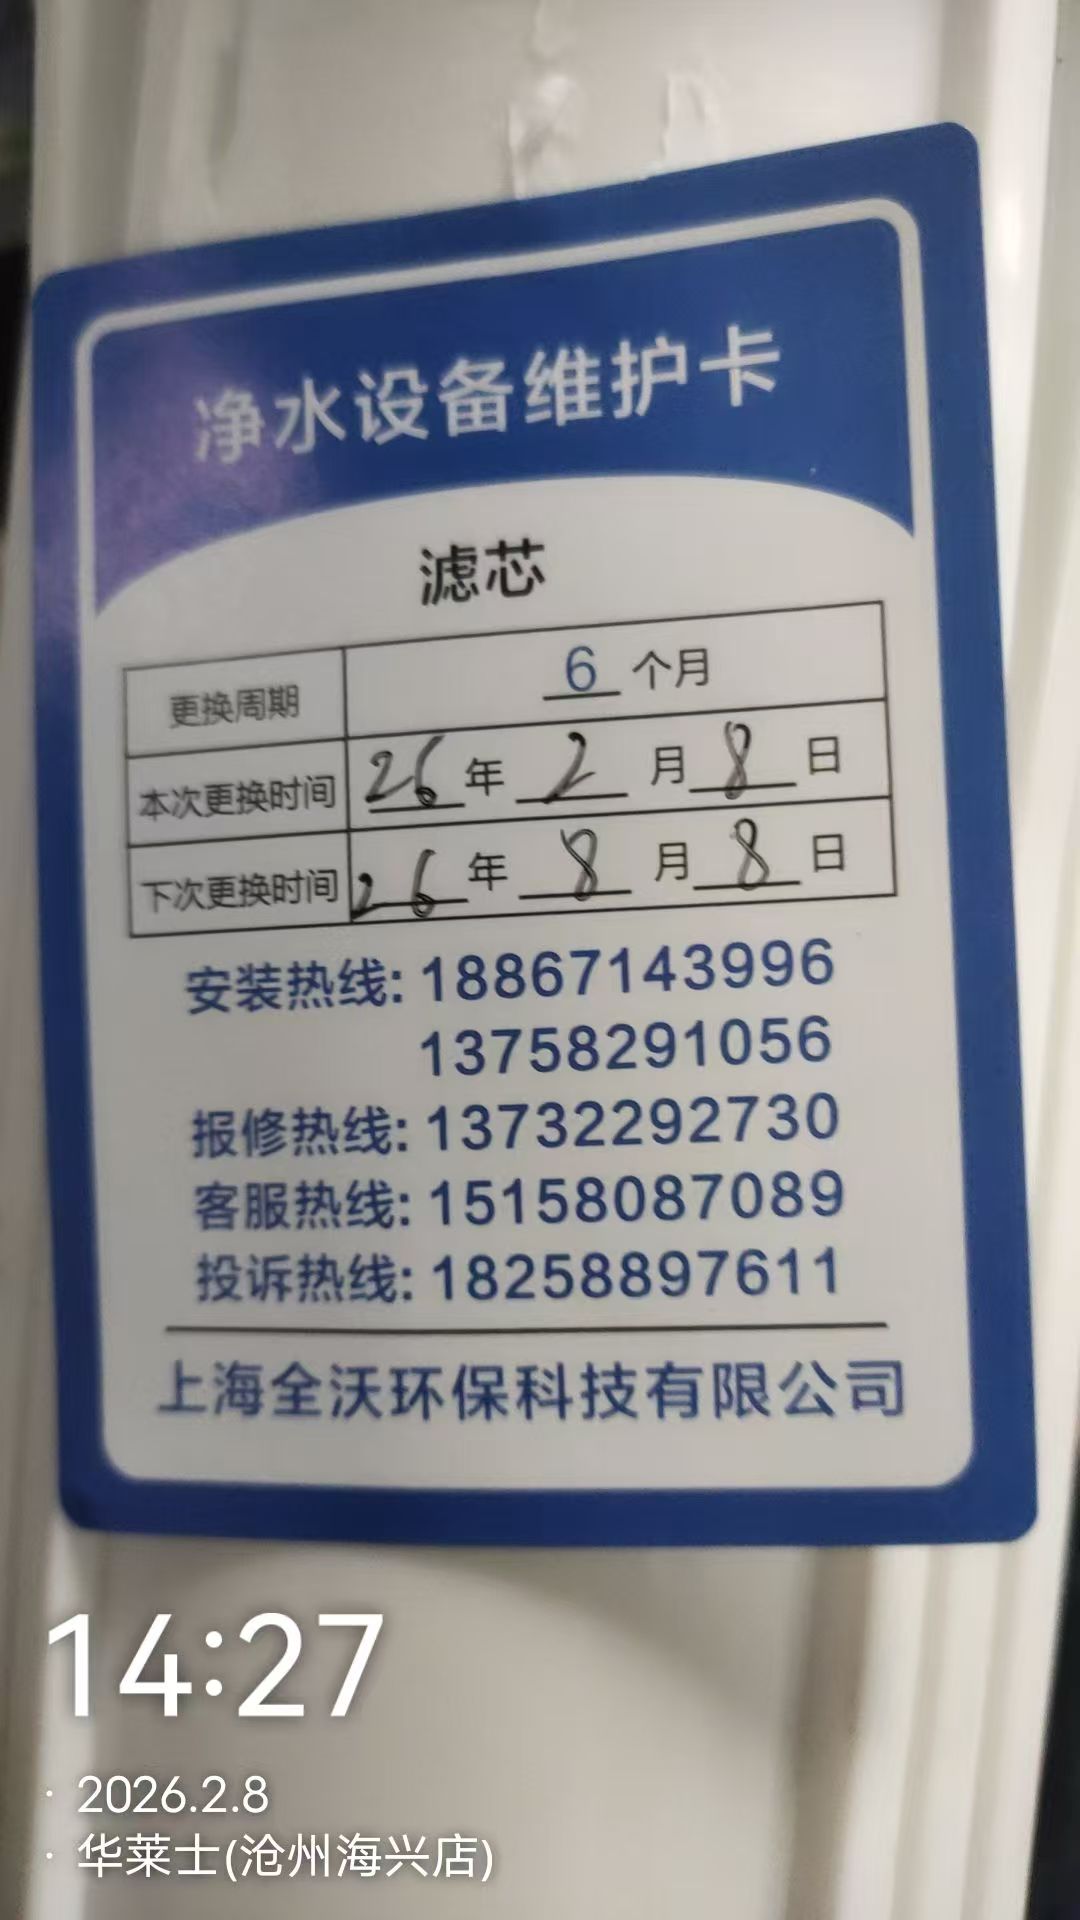 净水设备维护卡
滤芯
更换周期 6 个月
本次更换时间 26 年 2 月 8 日
下次更换时间 26 年 8 月 8 日
安装热线: 18867143996
13758291056
报修热线: 13732292730
客服热线: 15158087089
投诉热线: 18258897611
上海全沃环保科技有限公司
14:27
· 2026.2.8
· 华莱士(沧州海兴店)